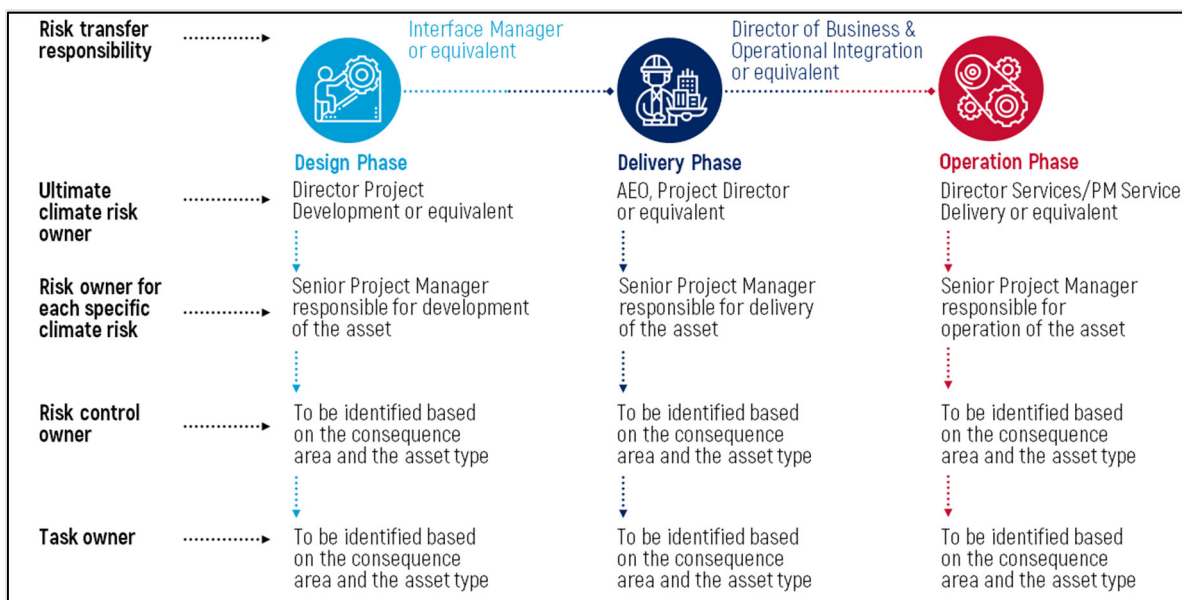 Risk transfer
responsibility
Interface Manager
or equivalent
Director of Business &
Operational Integration
or equivalent
Design Phase
Delivery Phase
Operation Phase
Ultimate
climate risk
owner
Director Project
Development or equivalent
AEO, Project Director
or equivalent
Director Services/PM Service
Delivery or equivalent
Risk owner for
each specific
climate risk
Senior Project Manager
responsible for development
of the asset
Senior Project Manager
responsible for delivery
of the asset
Senior Project Manager
responsible for
operation of the asset
Risk control
owner
To be identified based
on the consequence
area and the asset type
To be identified based
on the consequence
area and the asset type
To be identified based
on the consequence
area and the asset type
Task owner
To be identified based
on the consequence
area and the asset type
To be identified based
on the consequence
area and the asset type
To be identified based
on the consequence
area and the asset type